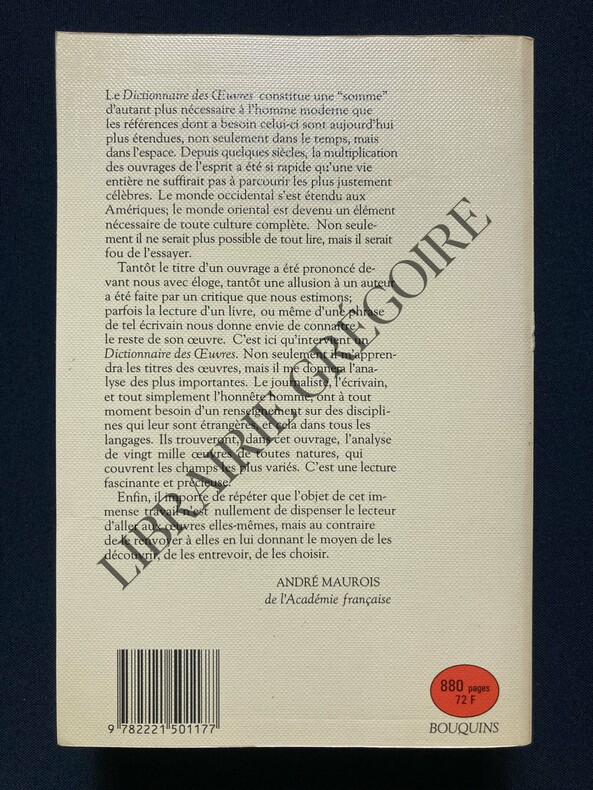 Le Dictionnaire des Œuvres constitue une "somme"
d'autant plus nécessaire à l'homme moderne que
les références dont a besoin celui-ci sont aujourd'hui
plus étendues, non seulement dans le temps, mais
dans l'espace. Depuis quelques siècles, la multiplication
des ouvrages de l'esprit a été si rapide qu'une vie
entière ne suffirait pas à parcourir les plus justement
célèbres. Le monde occidental s'est étendu aux
Amériques; le monde oriental est devenu un élément
nécessaire de toute culture complète. Non seule-
ment il ne serait plus possible de tout lire, mais il serait
fou de l'essayer.
Tantôt le titre d'un ouvrage a été prononcé de-
vant nous avec éloge, tantôt une allusion à un auteur
a été faite par un critique que nous estimons;
parfois la lecture d'un livre, ou même d'une phrase
de tel écrivain nous donne envie de connaître
le reste de son œuvre. C'est ici qu'intervient un
Dictionnaire des Œuvres. Non seulement il m'appren-
dra les titres des œuvres, mais il me donnera l'ana-
lyse des plus importantes. Le journaliste, l'écrivain,
et tout simplement l'honnête homme, ont à tout
moment besoin d'un renseignement sur des discipli-
nes qui leur sont étrangères, et cela dans tous les
langages. Ils trouveront, dans cet ouvrage, l'analyse
de vingt mille œuvres de toutes natures, qui
couvrent les champs les plus variés. C'est une lecture
fascinante et précieuse.
Enfin, il importe de répéter que l'objet de cet im-
mense travail n'est nullement de dispenser le lecteur
d'aller aux œuvres elles-mêmes, mais au contraire
de le renvoyer à elles en lui donnant le moyen de les
découvrir, de les entrevoir, de les choisir.
ANDRÉ MAUROIS
de l'Académie française
LIBRAIRIE GRÉGOIRE
9 782221 501177
880 pages
72 F
BOUQUINS